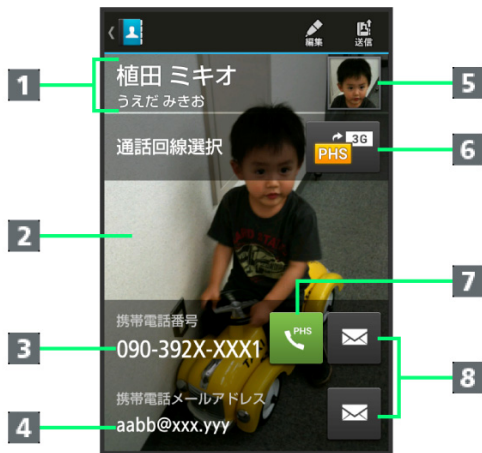 編集
送信
1
植田 ミキオ
うえだ みきお
5
通話回線選択
3G
PHS
6
2
7
携帯電話番号
PHS
3
090-392X-XXX1
8
携帯電話メールアドレス
4
aabb@xxx.yyy